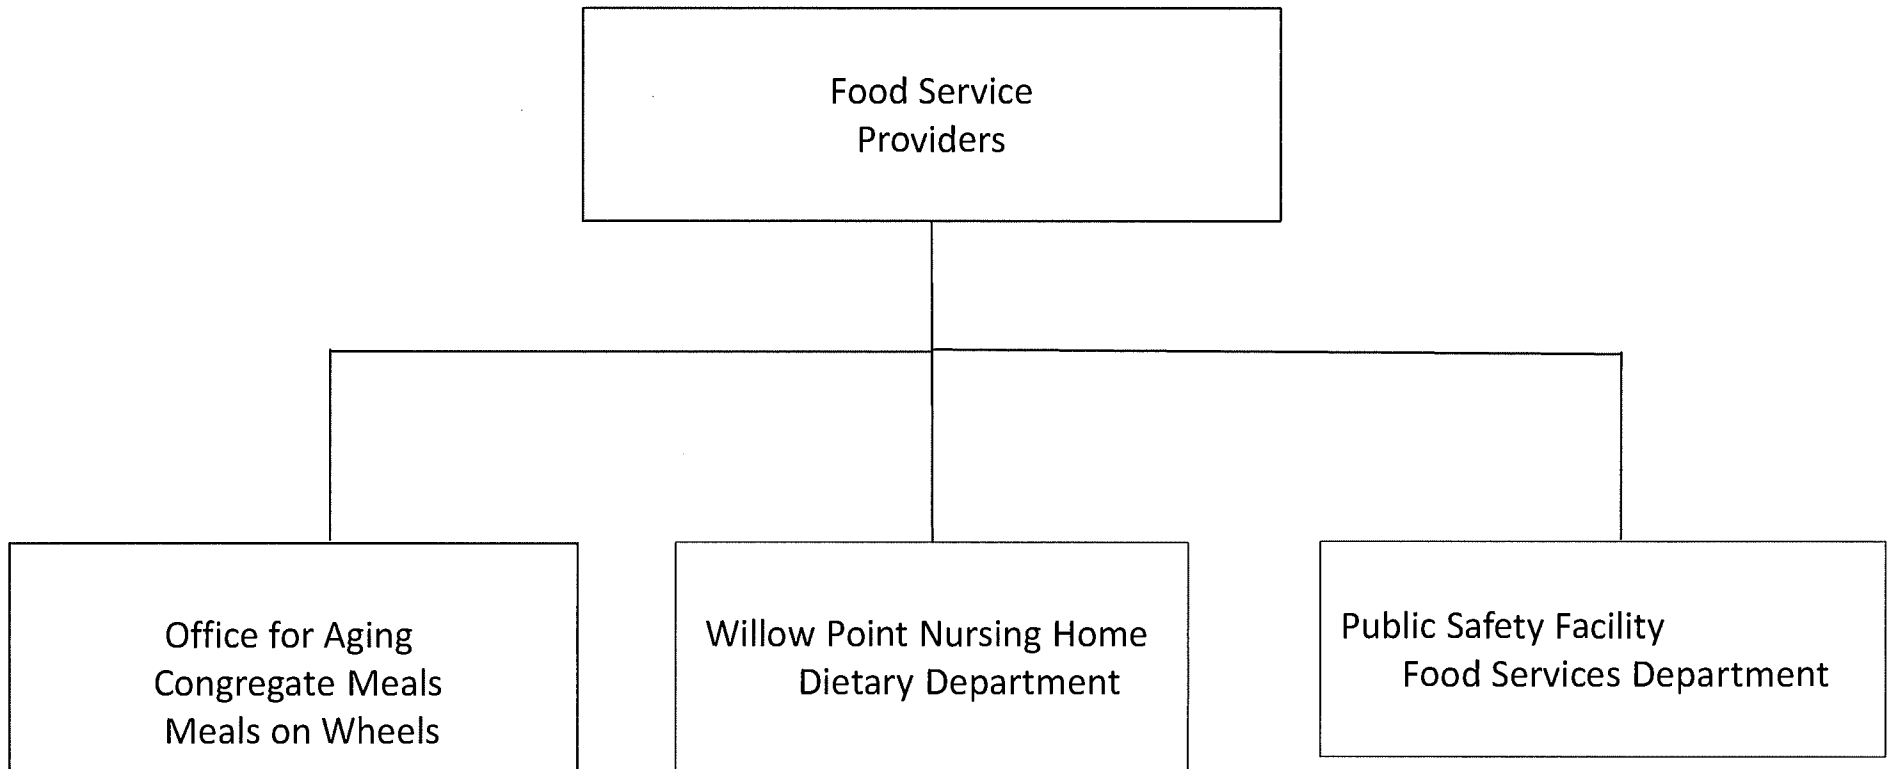 Food Service
Providers
Office for Aging
Congregate Meals
Meals on Wheels
Willow Point Nursing Home
Dietary Department
Public Safety Facility
Food Services Department